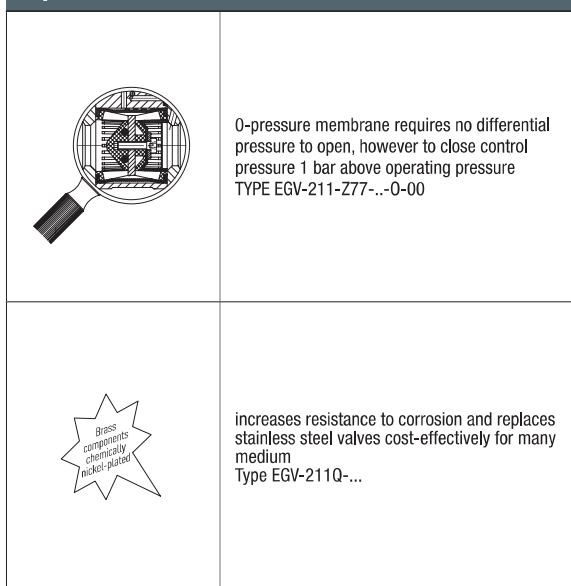 0-pressure membrane requires no differential
pressure to open, however to close control
pressure 1 bar above operating pressure
TYPE EGV-211-Z77-..-0-00
Brass
components
chemically
nickel-plated
increases resistance to corrosion and replaces
stainless steel valves cost-effectively for many
medium
Type EGV-211Q-...